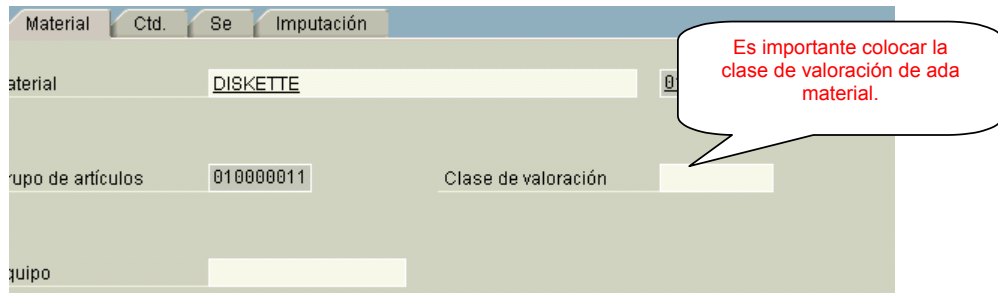 Material Ctd. Se Imputación
Es importante colocar la
clase de valoración de ada
material.
aterial DISKETTE
rupo de artículos 010000011 Clase de valoración
quipo